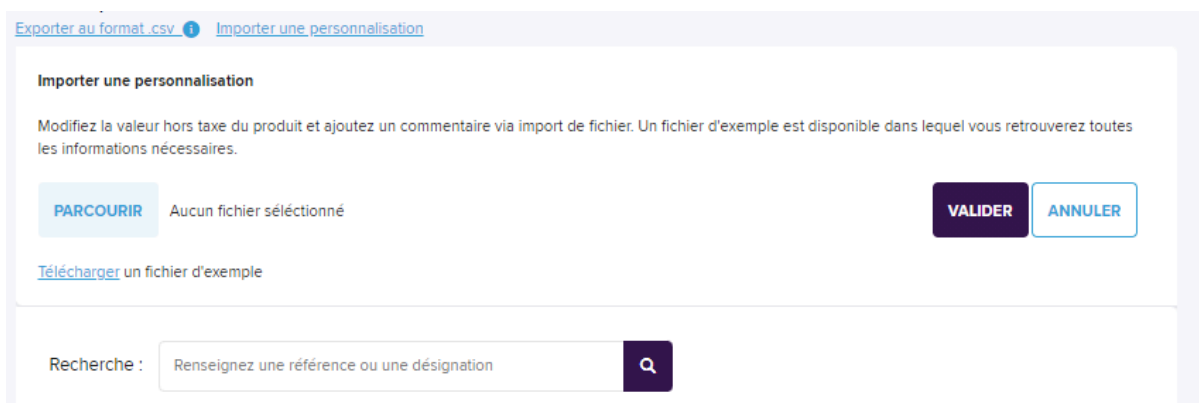 Exporter au format .csv Importer une personnalisation
Importer une personnalisation
Modifiez la valeur hors taxe du produit et ajoutez un commentaire via import de fichier. Un fichier d'exemple est disponible dans lequel vous retrouverez toutes
les informations nécessaires.
PARCOURIR Aucun fichier séléctionné VALIDER ANNULER
Télécharger un fichier d'exemple
Recherche : Renseignez une référence ou une désignation